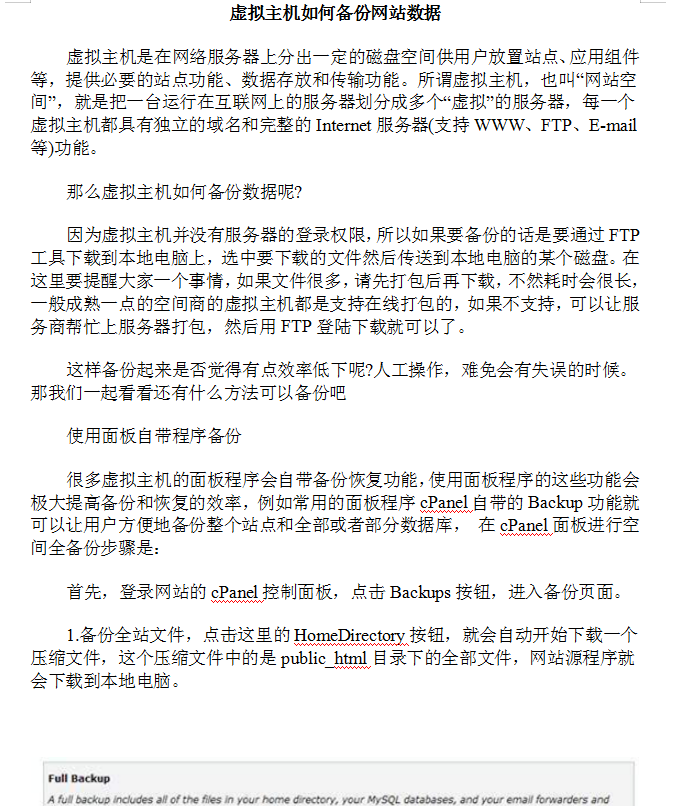 虚拟主机如何备份网站数据
虚拟主机是在网络服务器上分出一定的磁盘空间供用户放置站点、应用组件
等，提供必要的站点功能、数据存放和传输功能。所谓虚拟主机，也叫“网站空
间”，就是把一台运行在互联网上的服务器划分成多个“虚拟”的服务器，每一个
虚拟主机都具有独立的域名和完整的 Internet 服务器(支持 WWW、FTP、E-mail
等)功能。
那么虚拟主机如何备份数据呢?
因为虚拟主机并没有服务器的登录权限，所以如果要备份的话是要通过 FTP
工具下载到本地电脑上，选中要下载的文件然后传送到本地电脑的某个磁盘。在
这里要提醒大家一个事情，如果文件很多，请先打包后再下载，不然耗时会很长，
一般成熟一点的空间商的虚拟主机都是支持在线打包的，如果不支持，可以让服
务商帮忙上服务器打包，然后用 FTP 登陆下载就可以了。
这样备份起来是否觉得有点效率低下呢?人工操作，难免会有失误的时候。
那我们一起看看还有什么方法可以备份吧
使用面板自带程序备份
很多虚拟主机的面板程序会自带备份恢复功能，使用面板程序的这些功能会
极大提高备份和恢复的效率，例如常用的面板程序 cPanel 自带的 Backup 功能就
可以让用户方便地备份整个站点和全部或者部分数据库， 在 cPanel 面板进行空
间全备份步骤是：
首先，登录网站的 cPanel 控制面板，点击 Backups 按钮，进入备份页面。
1.备份全站文件，点击这里的 HomeDirectory 按钮，就会自动开始下载一个
压缩文件，这个压缩文件中的是 public_html 目录下的全部文件，网站源程序就
会下载到本地电脑。
Full Backup
A full backup includes all of the files in your home directory, your MySQL databases, and your email forwarders and